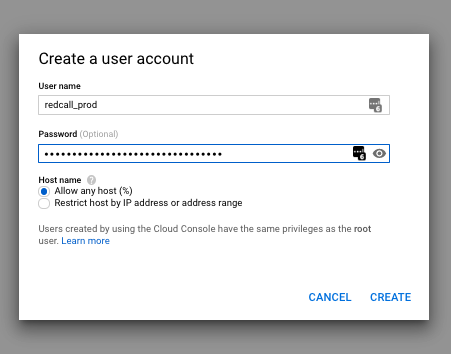 Create a user account
User name
redcall_prod
Password (Optional)
••••••••••••••••••••••••••••••••
Host name
Allow any host (%)
Restrict host by IP address or address range
Users created by using the Cloud Console have the same privileges as the root
user. Learn more
CANCEL CREATE